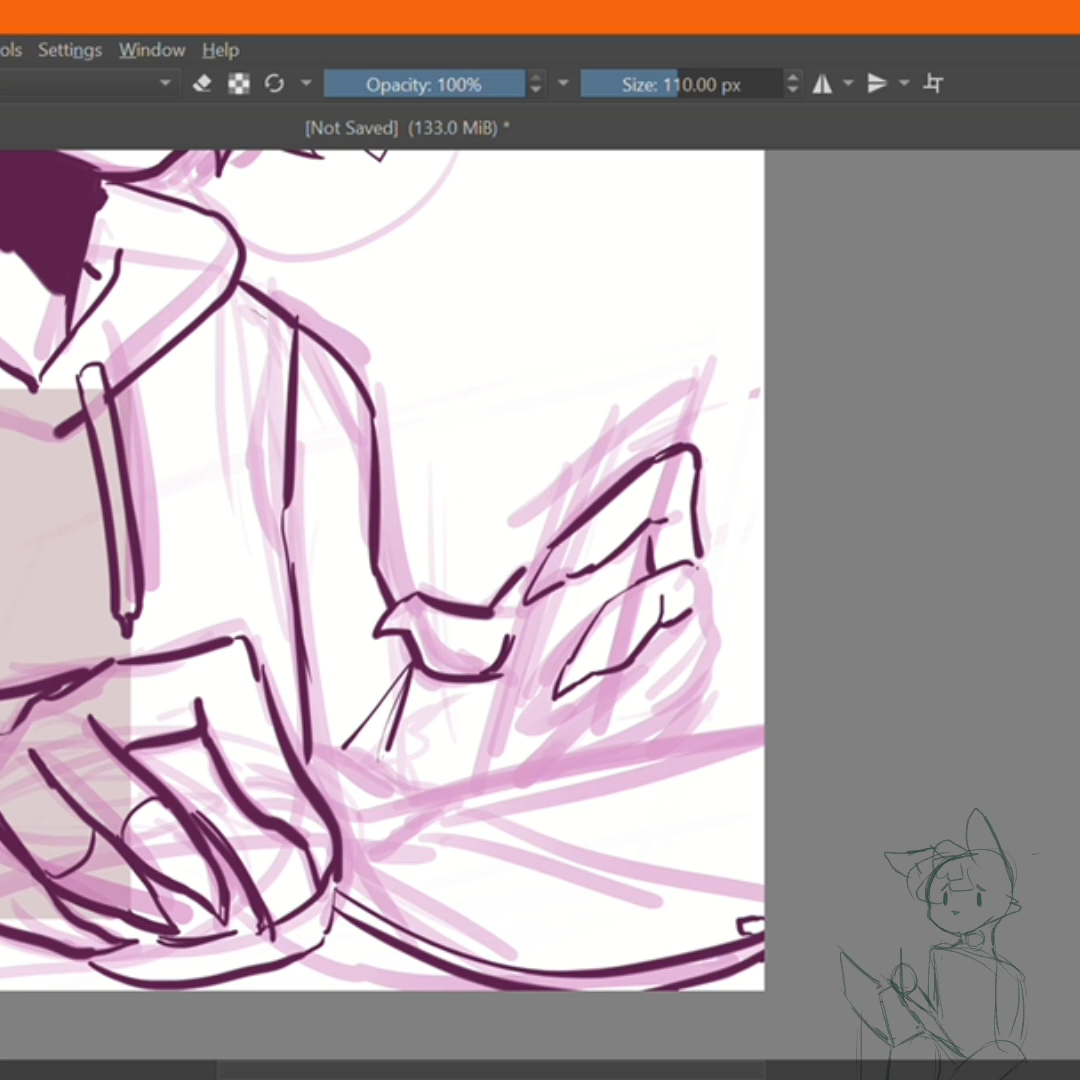 ols Settings Window Help
Opacity: 100% Size: 110.00 px
[Not Saved] (133.0 MiB) *